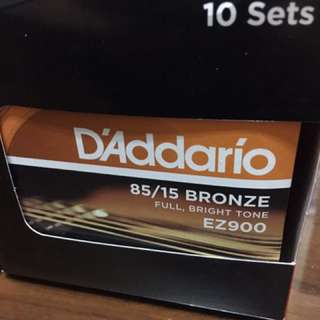 10 Sets
D'Addario
85/15 BRONZE
FULL, BRIGHT TONE
EZ900